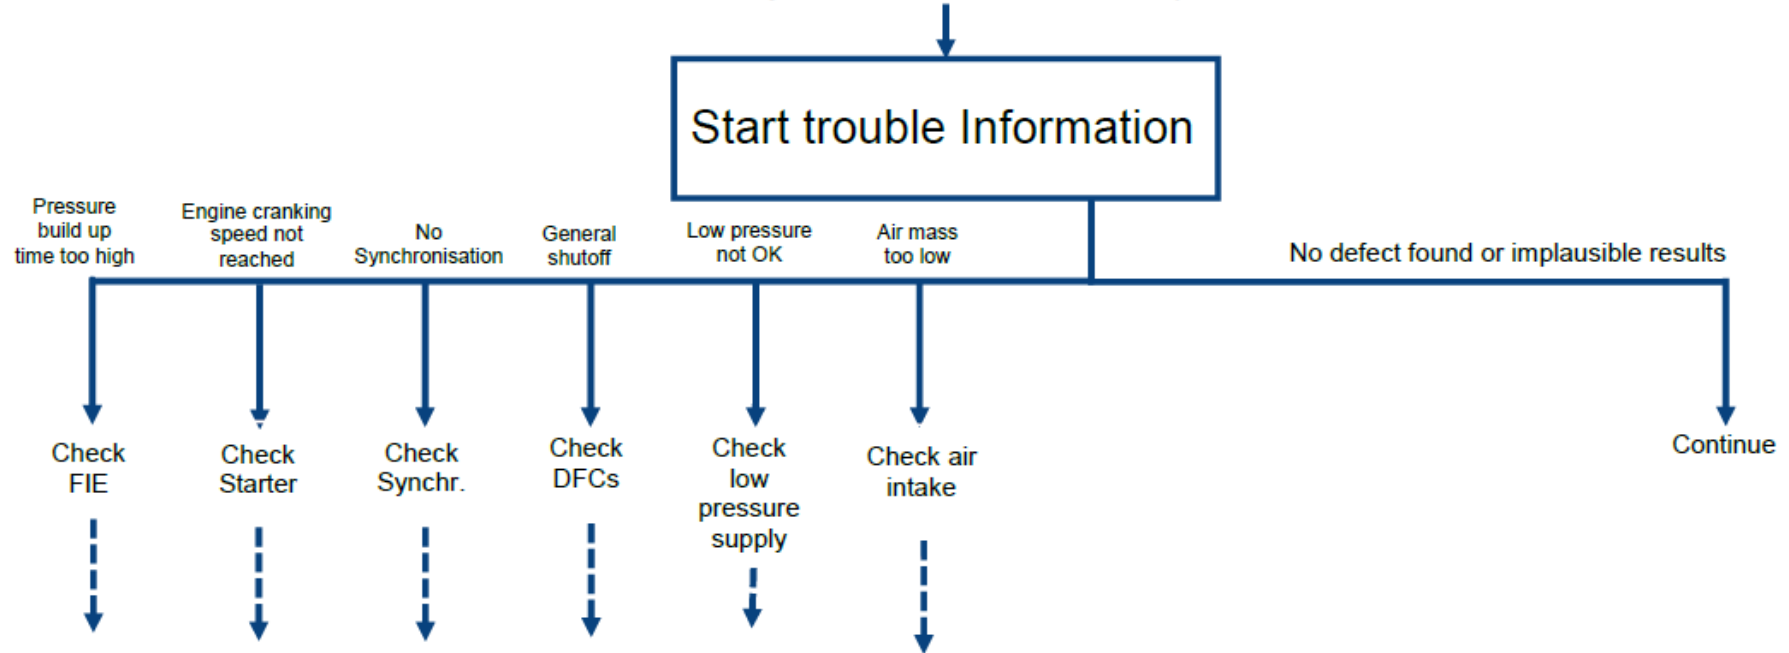 Start trouble Information
Pressure
build up
time too high
Engine cranking
speed not
reached
No
Synchronisation
General
shutoff
Low pressure
not OK
Air mass
too low
No defect found or implausible results
Check
FIE
Check
Starter
Check
Synchr.
Check
DFCs
Check
low
pressure
supply
Check air
intake
Continue